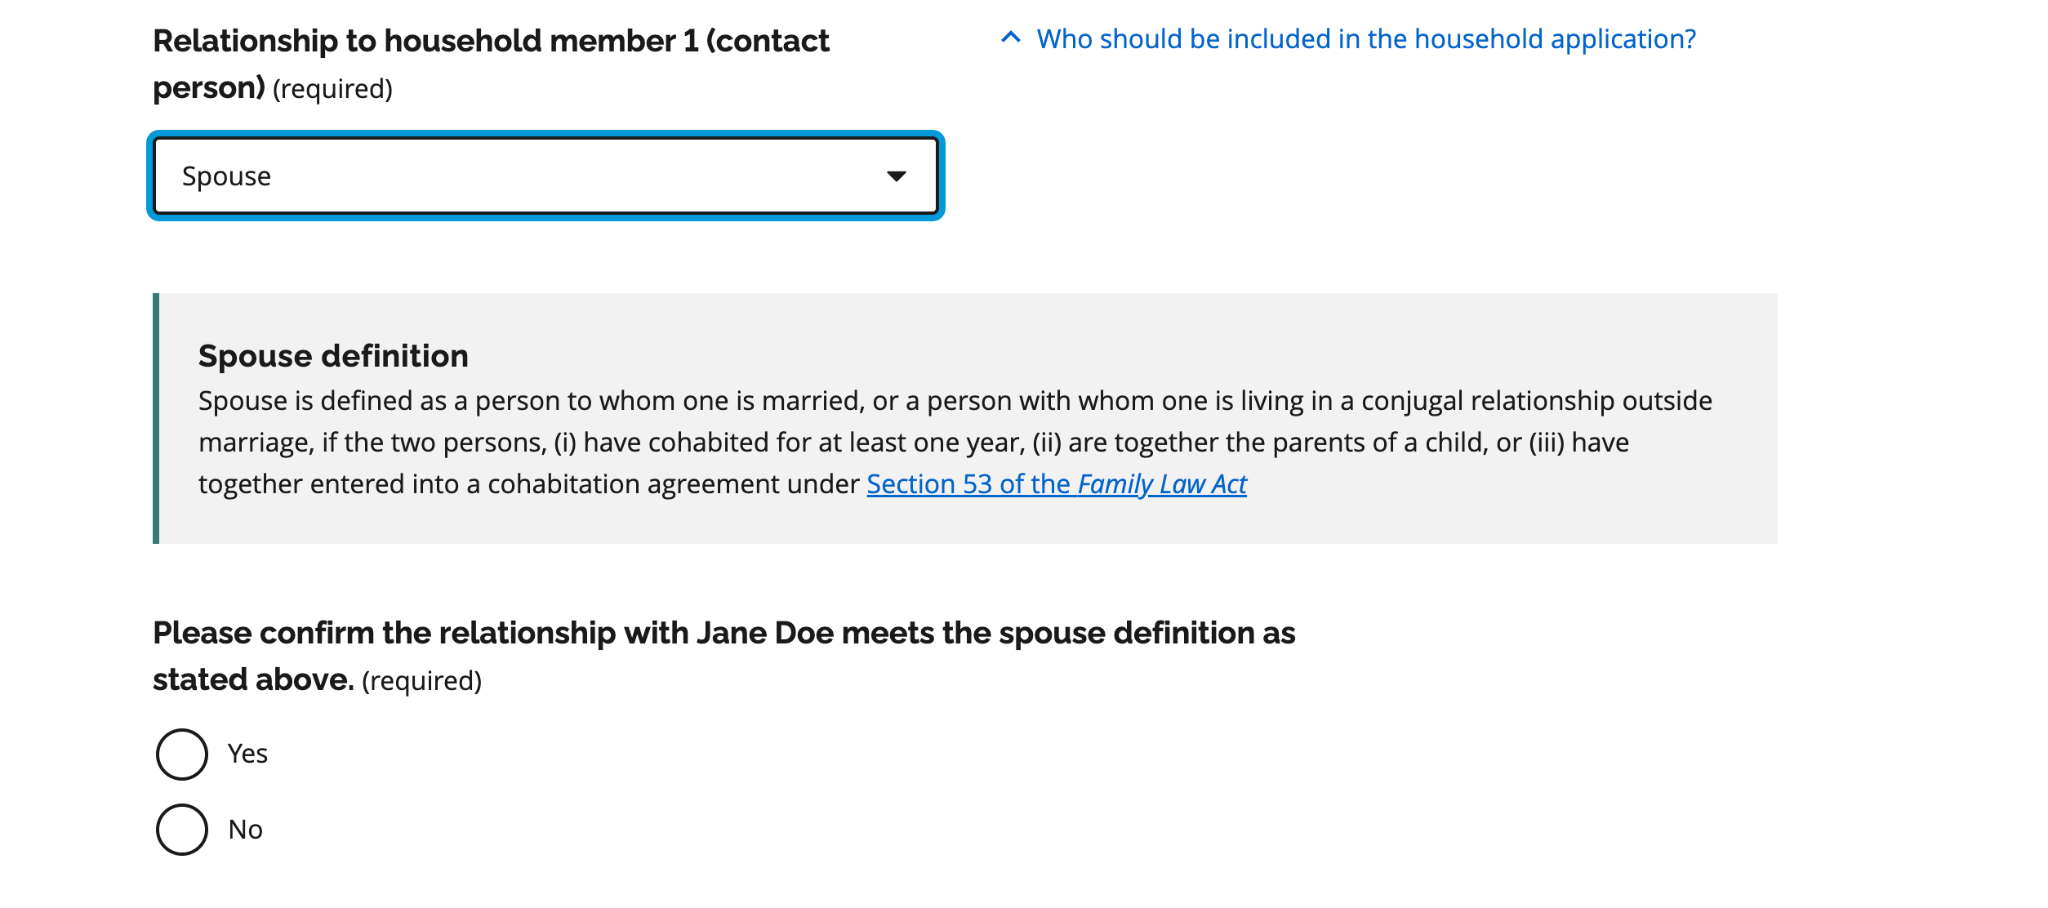 Relationship to household member 1 (contact
person) (required)
Who should be included in the household application?
Spouse
Spouse definition
Spouse is defined as a person to whom one is married, or a person with whom one is living in a conjugal relationship outside
marriage, if the two persons, (i) have cohabited for at least one year, (ii) are together the parents of a child, or (iii) have
together entered into a cohabitation agreement under Section 53 of the Family Law Act
Please confirm the relationship with Jane Doe meets the spouse definition as
stated above. (required)
Yes
No